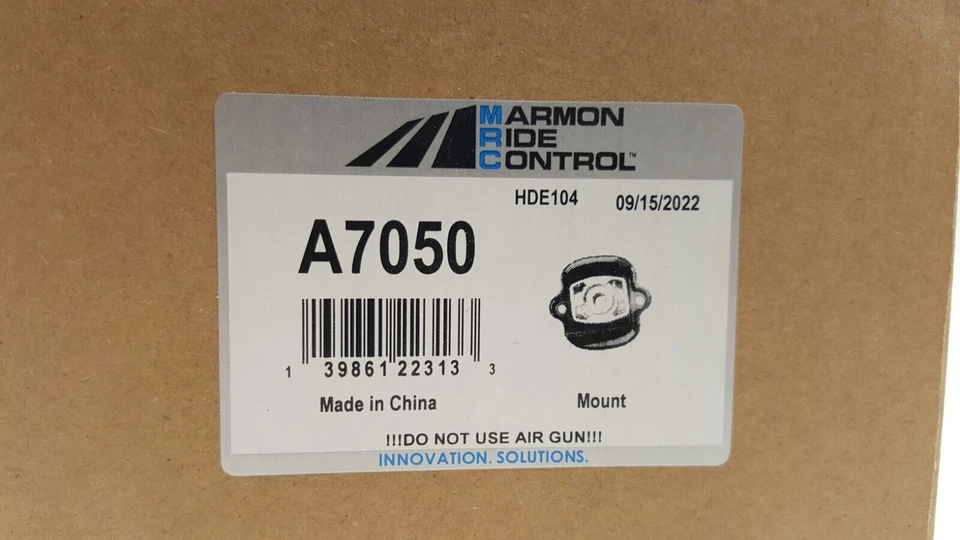 MARMON
RIDE
CONTROL™
HDE104 09/15/2022
A7050
1 39861 22313 3
Made in China
Mount
!!!DO NOT USE AIR GUN!!!
INNOVATION. SOLUTIONS.